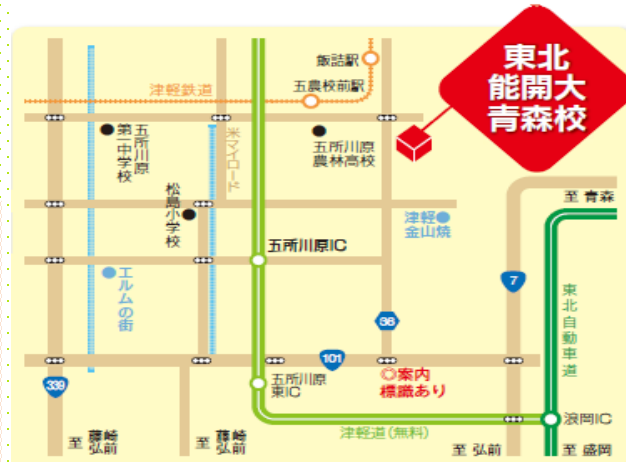 東北
能開大
青森校
飯詰駅
五農校前駅
津軽鉄道
五所川原
第一中学校
米マイロード
五所川原
農林高校
松島小学校
至 青森
津軽
金山焼
五所川原IC
エルムの街
7
東北自動車道
36
101
◎案内
標識あり
339
五所川原
東IC
浪岡IC
津軽道(無料)
至 藤崎
弘前
至 藤崎
弘前
至 弘前
至 盛岡